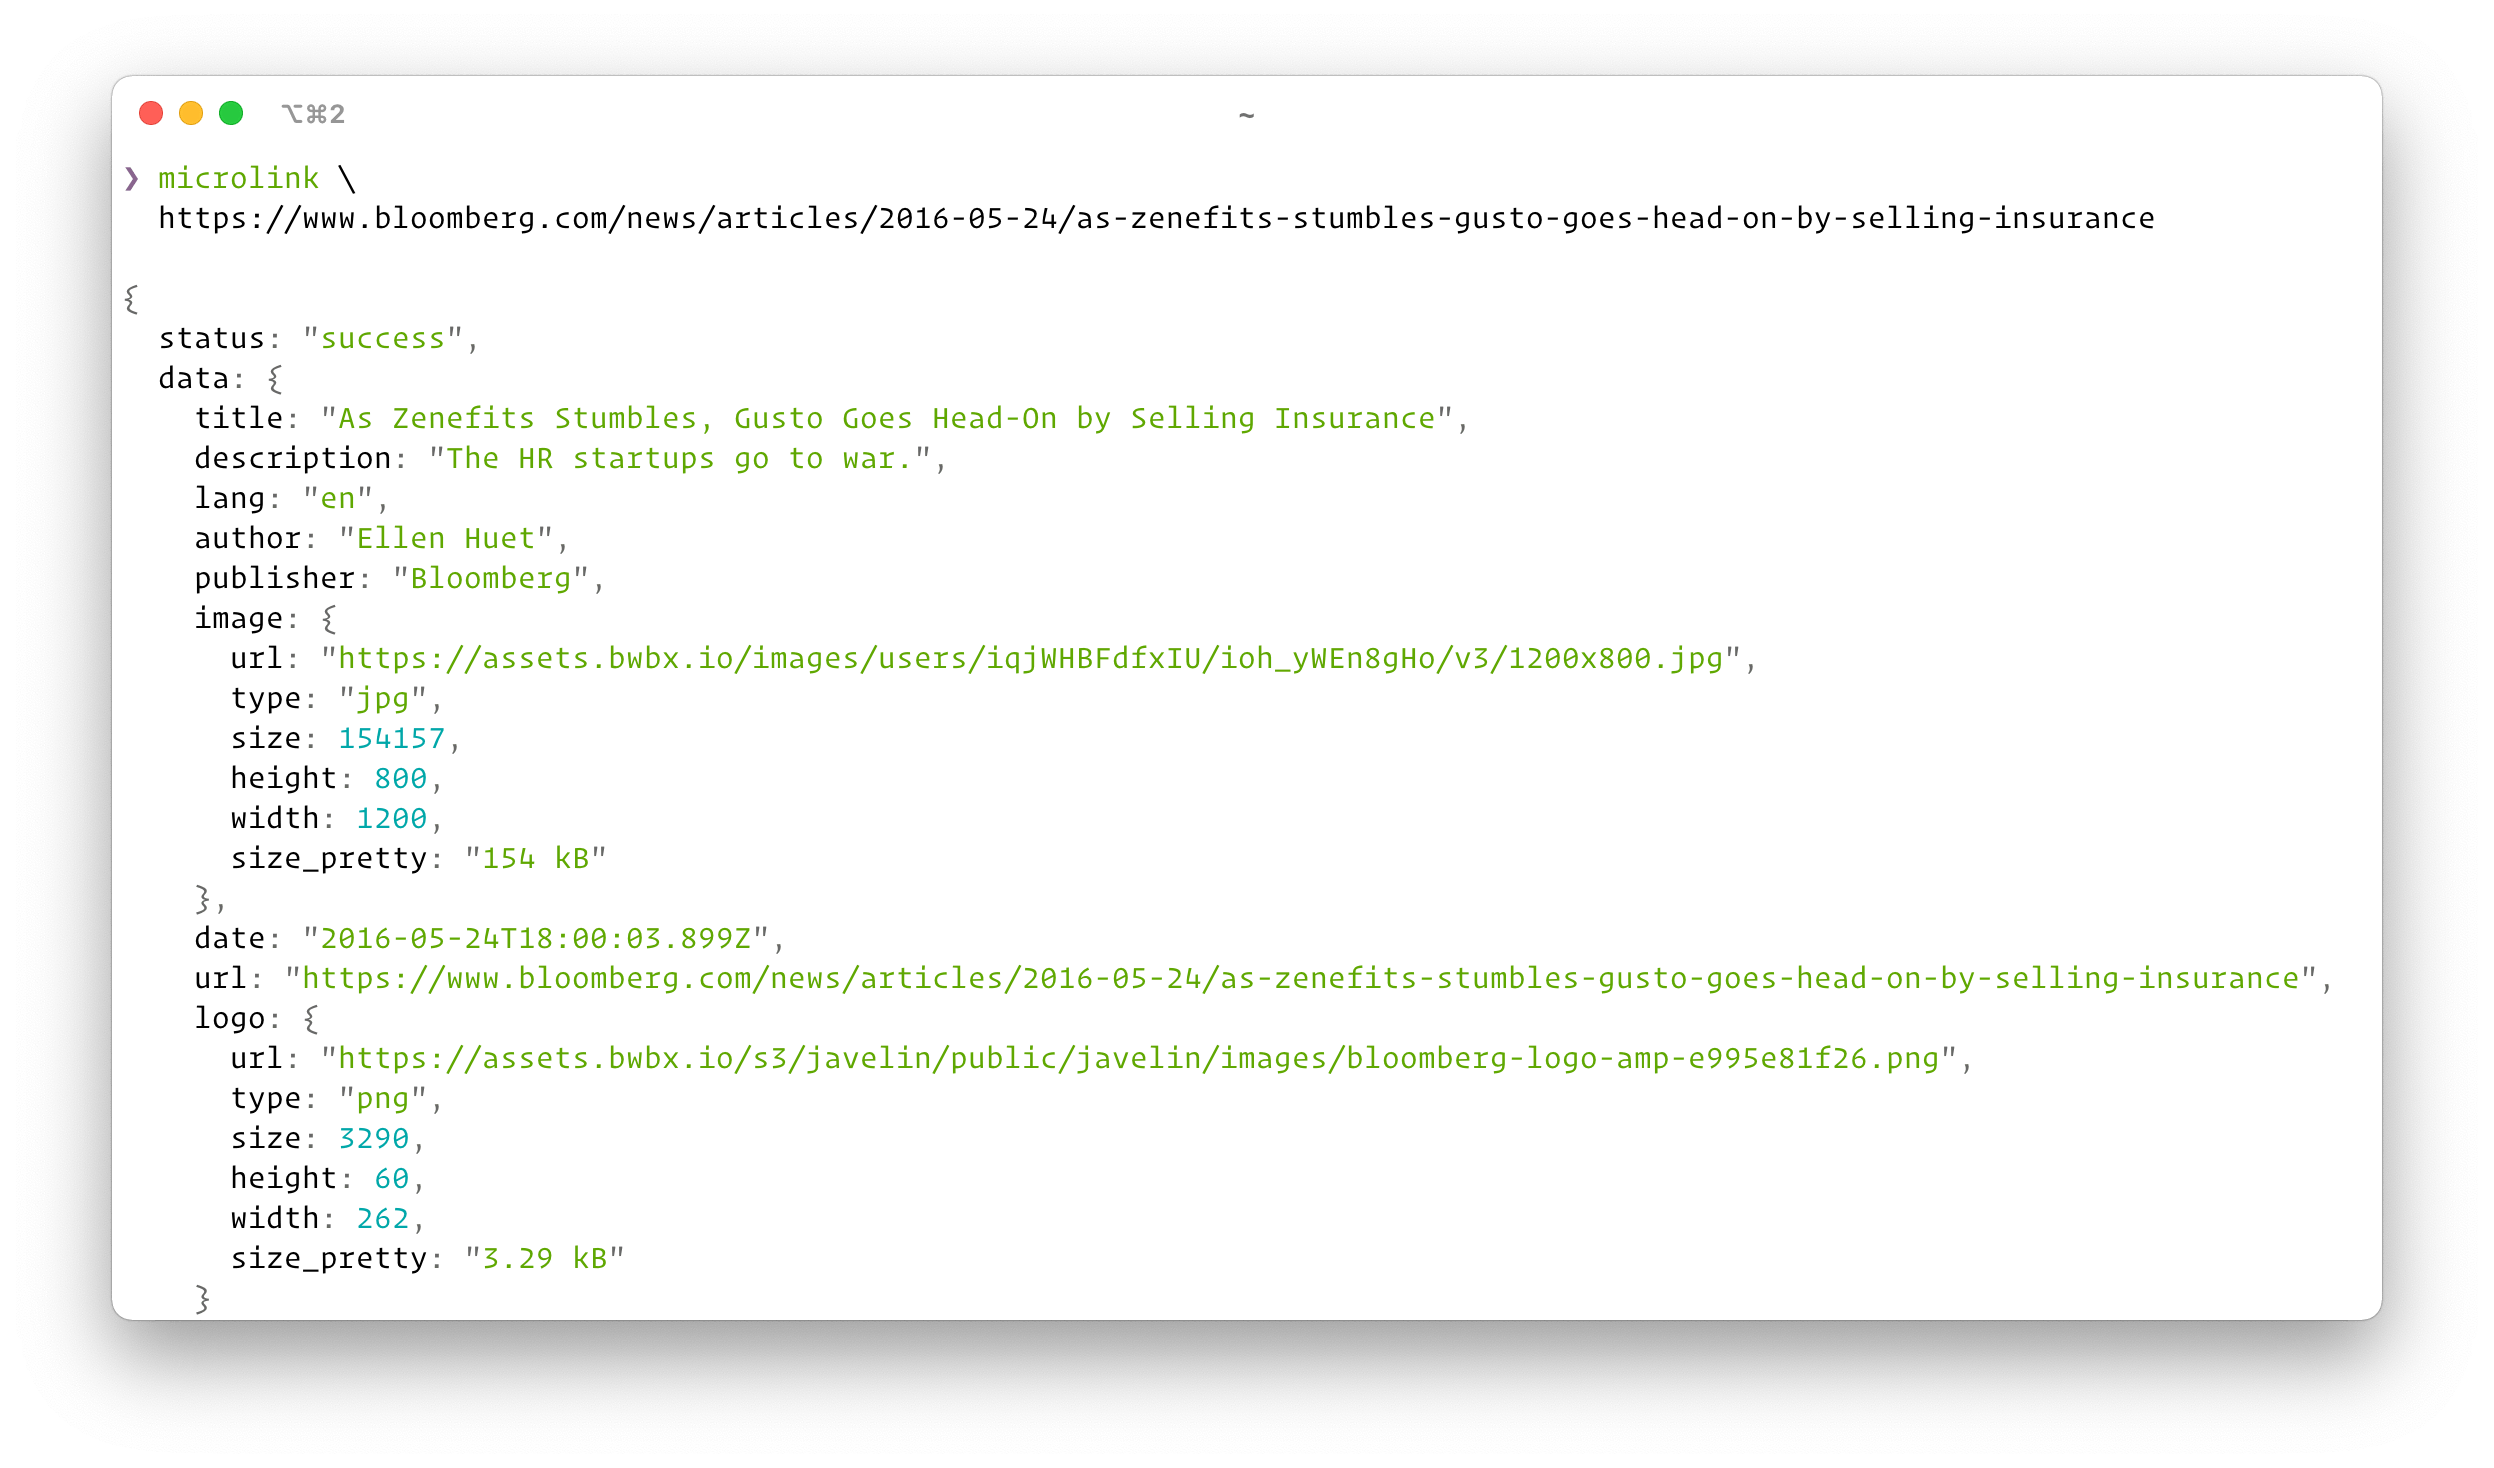 ⌥⌘2 ~
❯ microlink \
  https://www.bloomberg.com/news/articles/2016-05-24/as-zenefits-stumbles-gusto-goes-head-on-by-selling-insurance
{
  status: "success",
  data: {
    title: "As Zenefits Stumbles, Gusto Goes Head-On by Selling Insurance",
    description: "The HR startups go to war.",
    lang: "en",
    author: "Ellen Huet",
    publisher: "Bloomberg",
    image: {
      url: "https://assets.bwbx.io/images/users/iqjWHBFdfxIU/ioh_yWEn8gHo/v3/1200x800.jpg",
      type: "jpg",
      size: 154157,
      height: 800,
      width: 1200,
      size_pretty: "154 kB"
    },
    date: "2016-05-24T18:00:03.899Z",
    url: "https://www.bloomberg.com/news/articles/2016-05-24/as-zenefits-stumbles-gusto-goes-head-on-by-selling-insurance",
    logo: {
      url: "https://assets.bwbx.io/s3/javelin/public/javelin/images/bloomberg-logo-amp-e995e81f26.png",
      type: "png",
      size: 3290,
      height: 60,
      width: 262,
      size_pretty: "3.29 kB"
    }